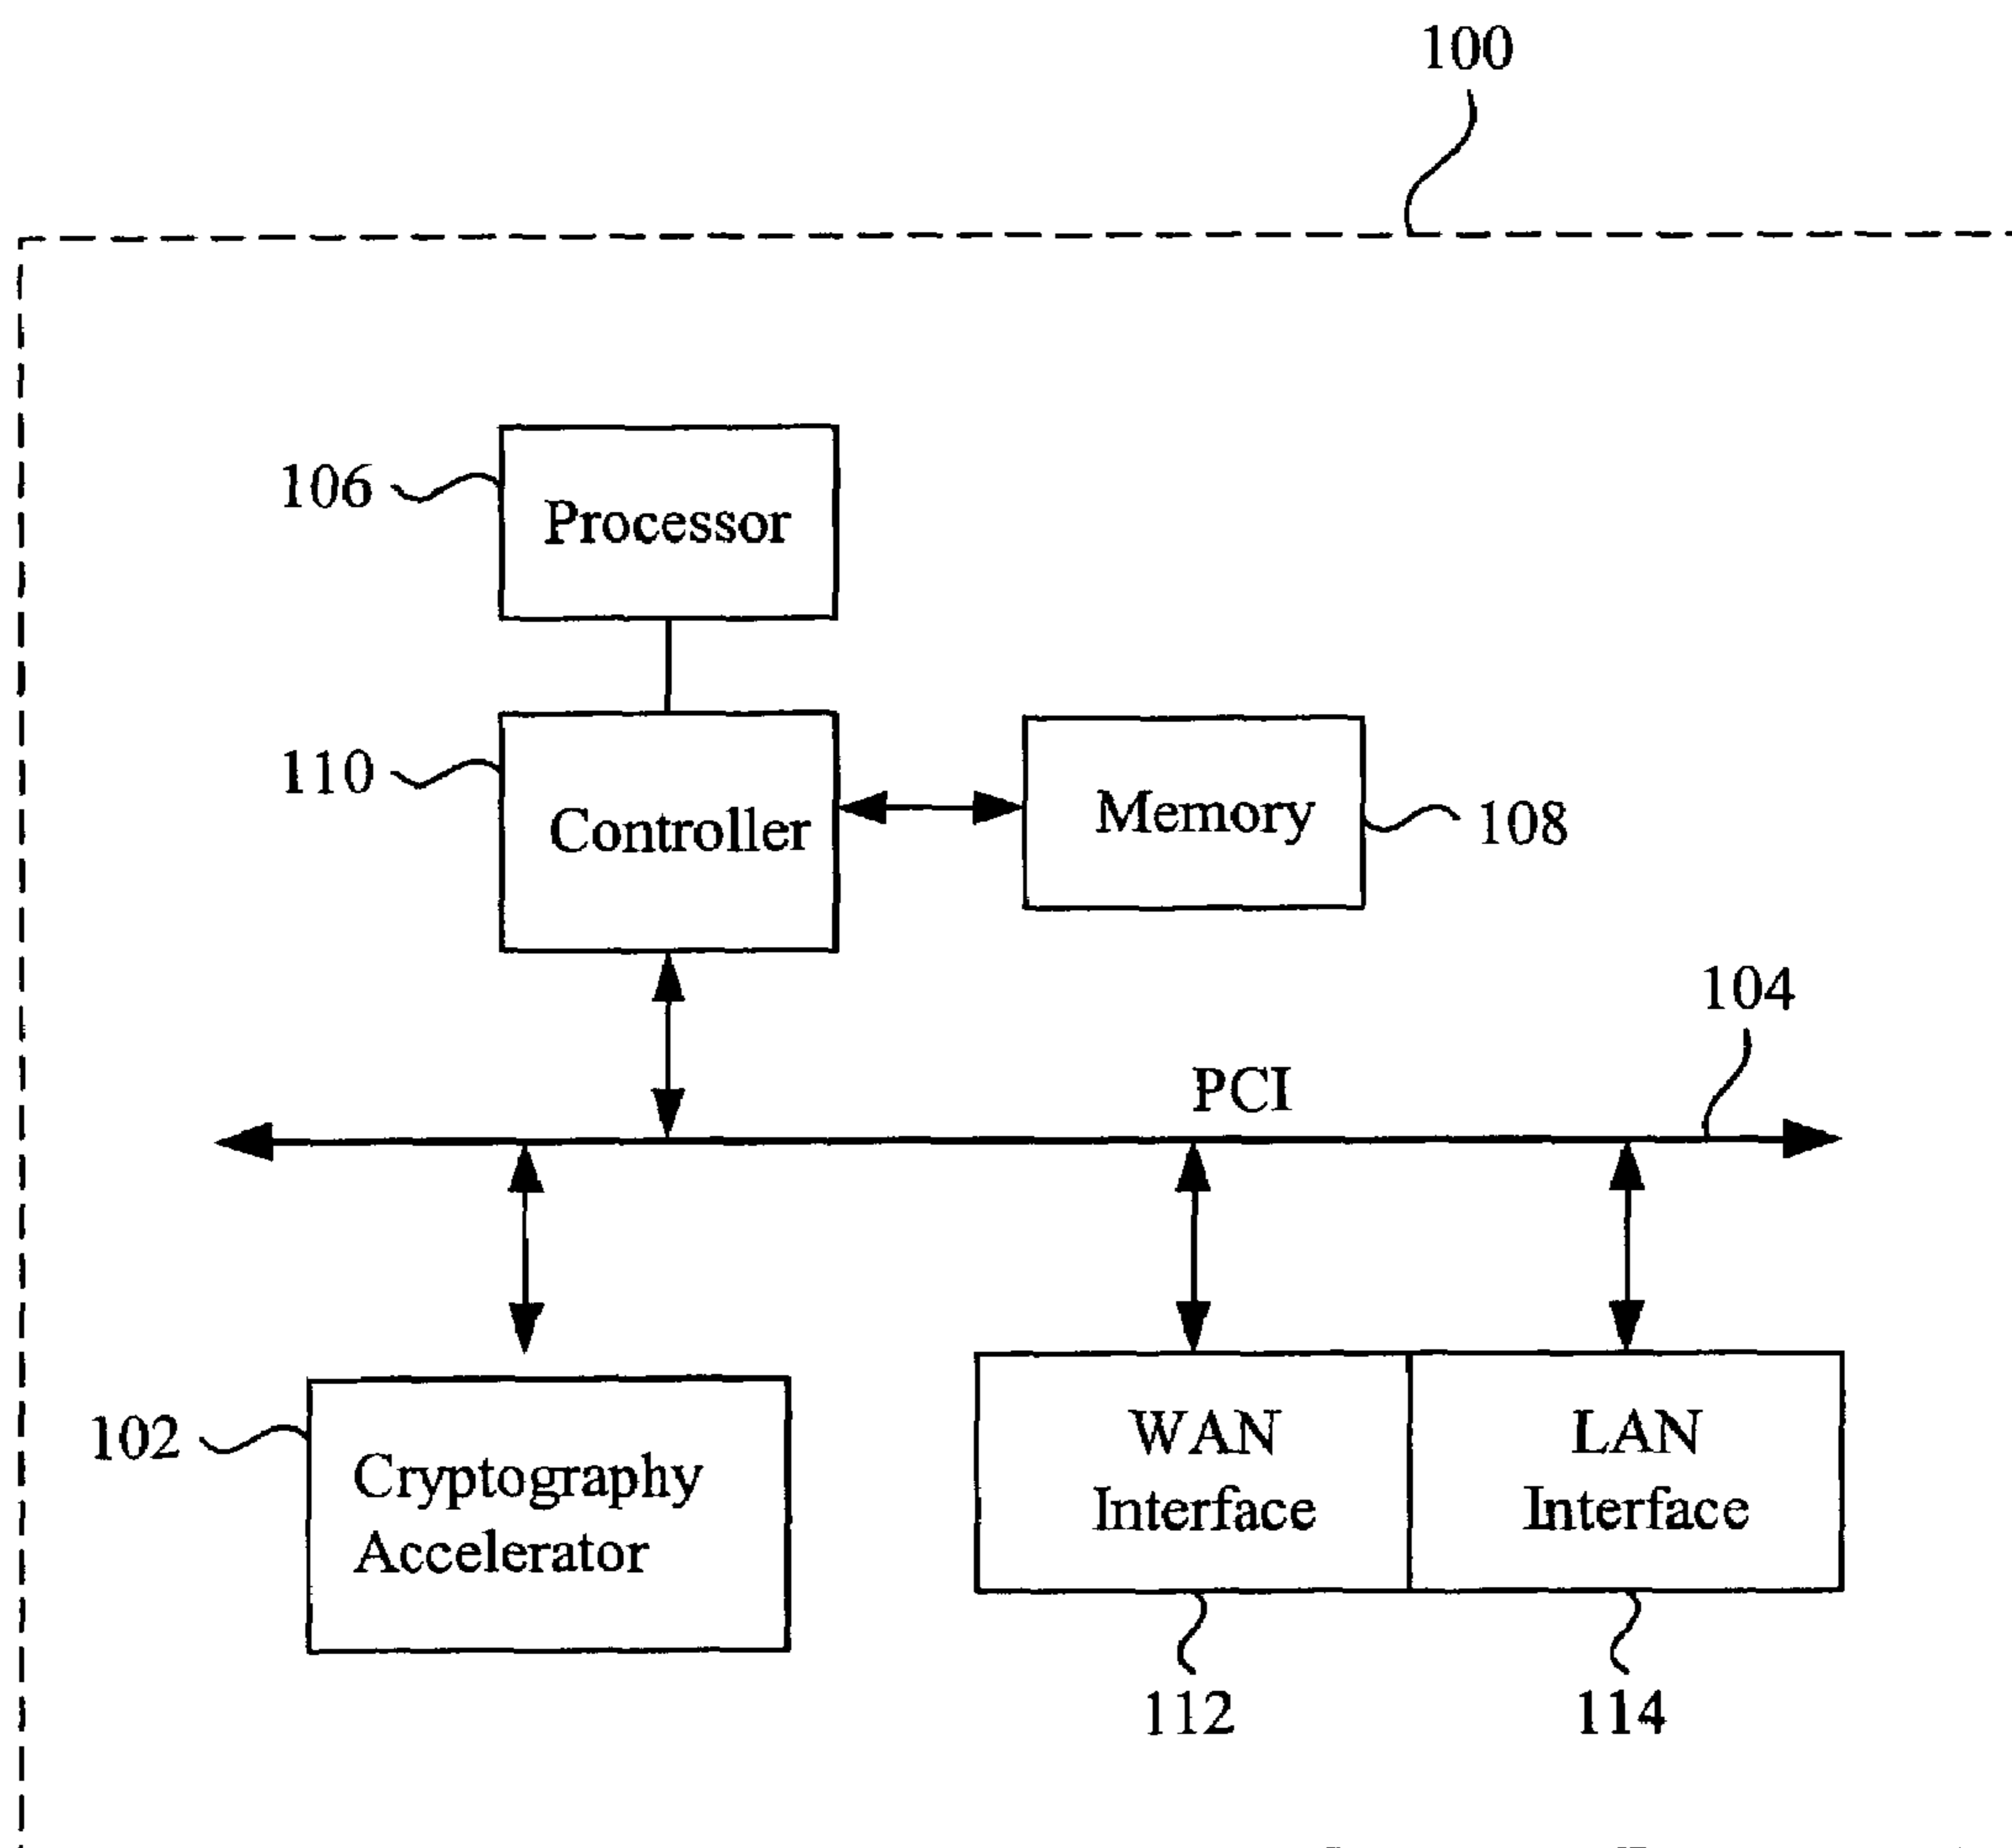 100
106
Processor
110
Controller
Memory
108
104
PCI
102
Cryptography
Accelerator
WAN
Interface
LAN
Interface
112
114